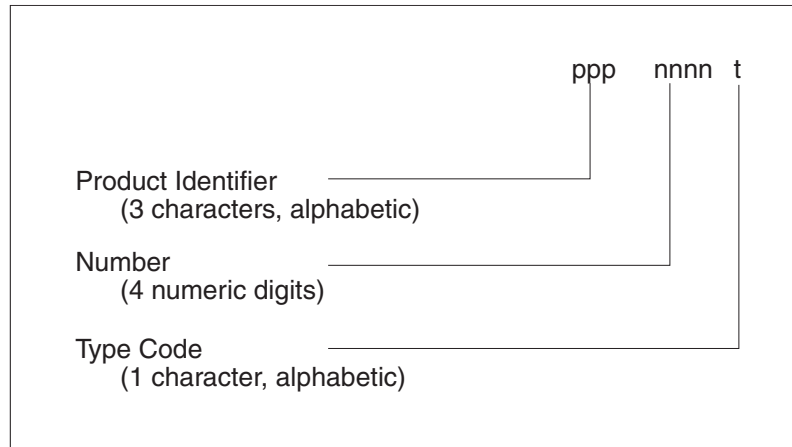 ppp nnnn t
Product Identifier
(3 characters, alphabetic)
Number
(4 numeric digits)
Type Code
(1 character, alphabetic)